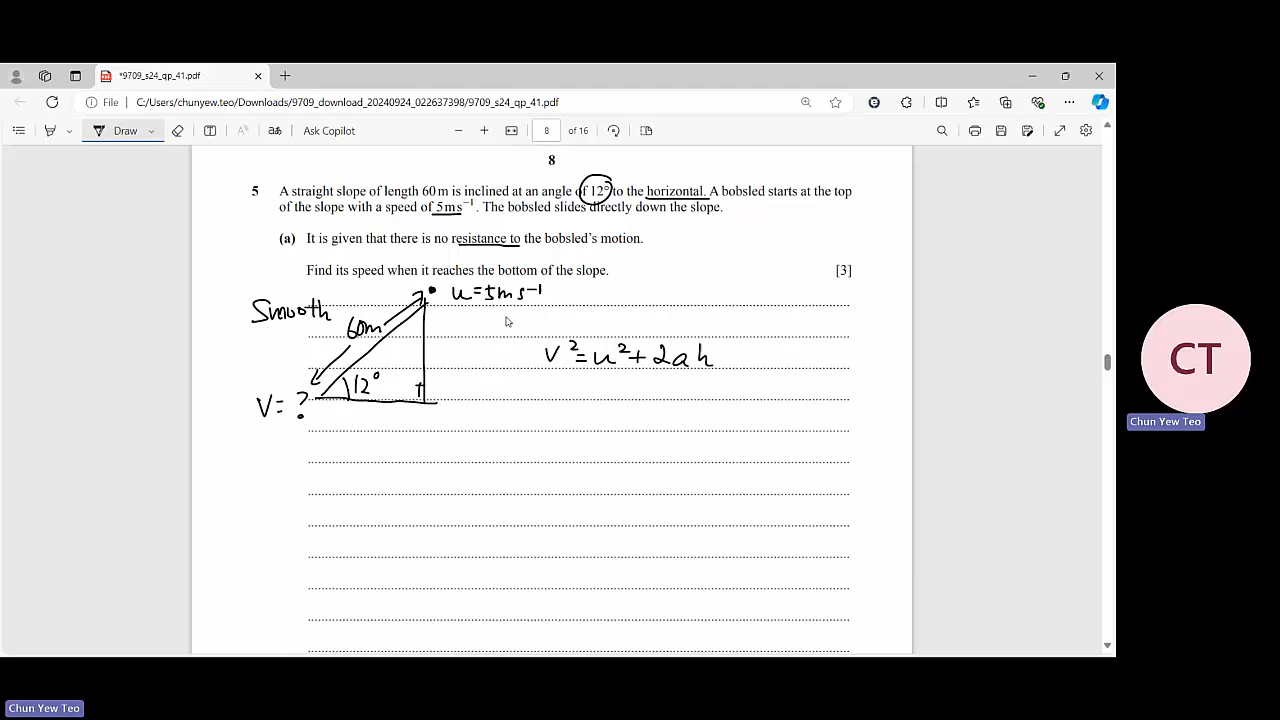 *9709_s24_qp_41.pdf
File
C:/Users/chunyew.teo/Downloads/9709_download_20240924_022637398/9709_s24_qp_41.pdf
Draw
Ask Copilot
8
of 16
8
5 A straight slope of length 60 m is inclined at an angle of 12° to the horizontal. A bobsled starts at the top
of the slope with a speed of 5 m s⁻¹. The bobsled slides directly down the slope.
(a) It is given that there is no resistance to the bobsled's motion.
Find its speed when it reaches the bottom of the slope. [3]
u=5ms⁻¹
Smooth
60m
V²=u²+2ah
12°
V=?
CT
Chun Yew Teo
Chun Yew Teo